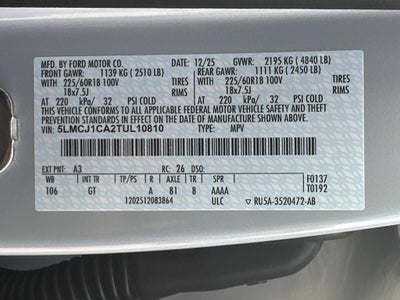 MFD. BY FORD MOTOR CO. 12/25 GVWR: 2195 KG ( 4840 LB)
FRONT GAWR: 1139 KG ( 2510 LB) REAR GAWR: 1111 KG ( 2450 LB)
WITH 225/60R18 100V TIRES WITH 225/60R18 100V TIRES
18x7.5J RIMS 18x7.5J RIMS
AT 220 kPa/ 32 PSI COLD AT 220 kPa/ 32 PSI COLD
THIS VEHICLE CONFORMS TO ALL APPLICABLE FEDERAL MOTOR VEHICLE SAFETY
AND THEFT PREVENTION STANDARDS IN EFFECT ON THE DATE OF MANUFACTURE SHOWN ABOVE.
VIN: 5LMCJ1CA2TUL10810 TYPE: MPV
EXT PNT: A3 RC: 26 DSO:
WB INT TR TP/PS R AXLE TR SPR F0137
106 GT A B1 8 AAAA T0192
1202512083864 ULC RU5A-3520472-AB